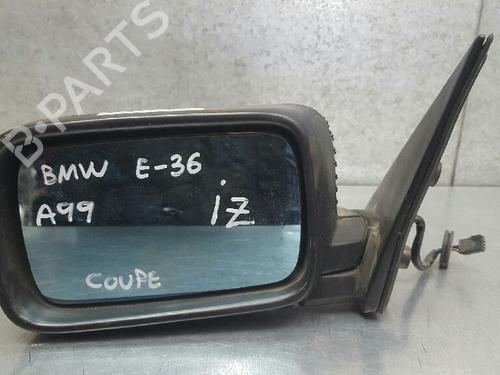 B-PARTS
BMW E-36
A99 iz
COUPE